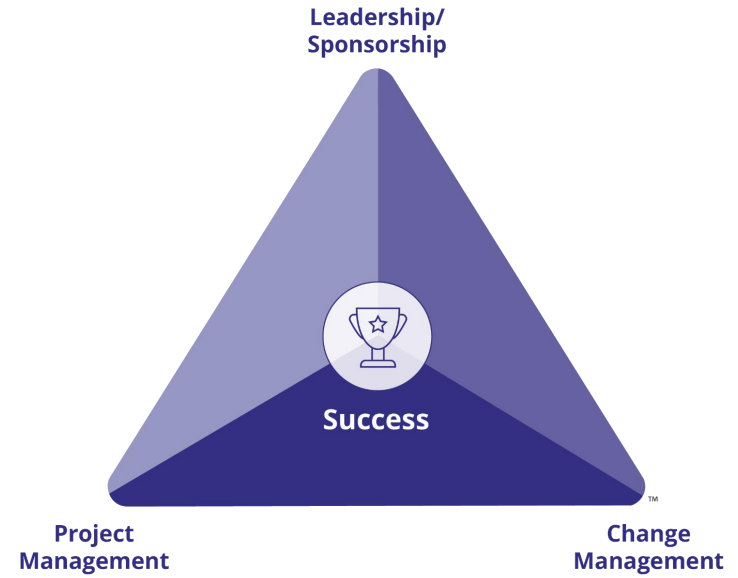 Leadership/
Sponsorship
Success
™
Project
Management
Change
Management